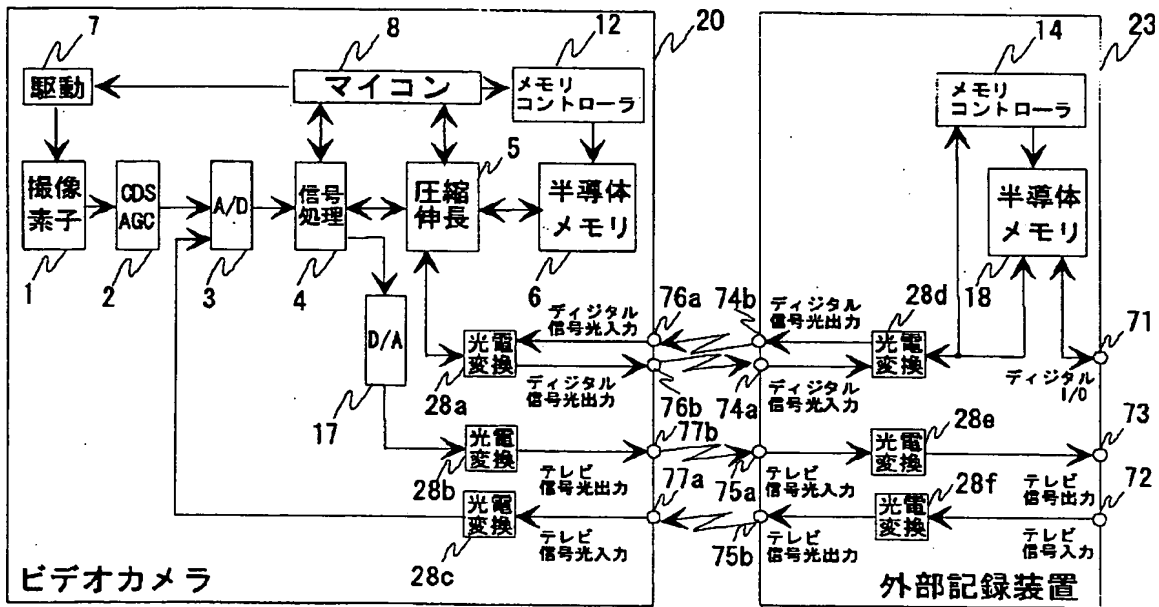 7
8
12
20
14
23
駆動
マイコン
メモリ
コントローラ
メモリ
コントローラ
撮像
素子
CDS
AGC
A/D
信号
処理
圧縮
伸長
5
半導体
メモリ
半導体
メモリ
1
2
3
4
6
18
D/A
17
ディジタル
信号光入力
76a
74b
ディジタル
信号光出力
28d
71
光電
変換
光電
変換
28a
ディジタル
信号光出力
76b
74a
ディジタル
信号光入力
ディジタル
I/O
77b
28e
73
光電
変換
光電
変換
28b
テレビ
信号光出力
77a
75a
テレビ
信号光入力
28f
テレビ
信号出力
72
光電
変換
光電
変換
28c
テレビ
信号光入力
75b
テレビ
信号光出力
テレビ
信号入力
ビデオカメラ
外部記録装置